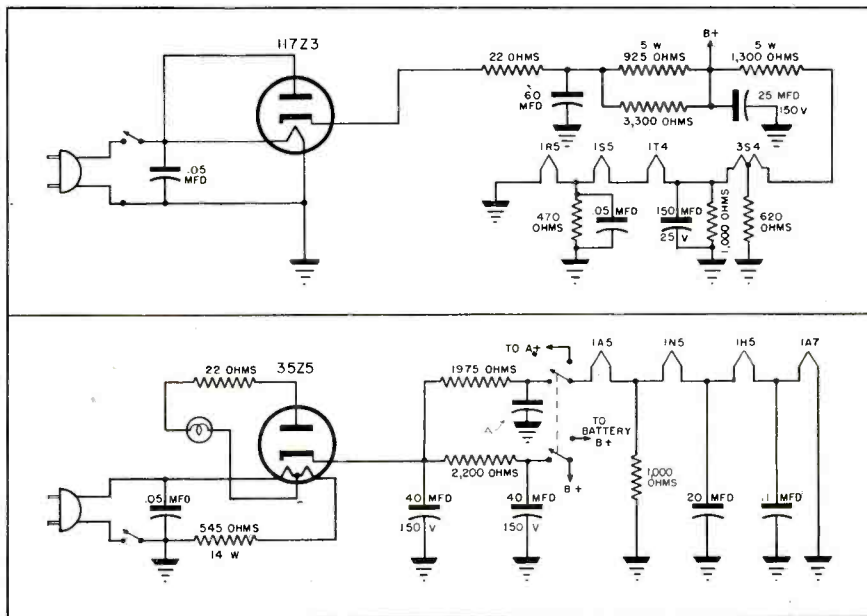 117Z3
22 OHMS
5 W
925 OHMS
B+
5 W
1,300 OHMS
60
MFD
3,300 OHMS
25 MFD
150 V
.05
MFD
1R5
1S5
1T4
3S4
470
OHMS
.05 MFD
150 MFD
25 V
1,000 OHMS
620
OHMS
22 OHMS
35Z5
1975 OHMS
TO A+
1A5
1N5
1H5
1A7
A
TO
BATTERY
B+
2,200 OHMS
B+
1,000
OHMS
.05 MFD
40 MFD
150 V
40 MFD
150 V
20 MFD
.1 MFD
545 OHMS
14 W